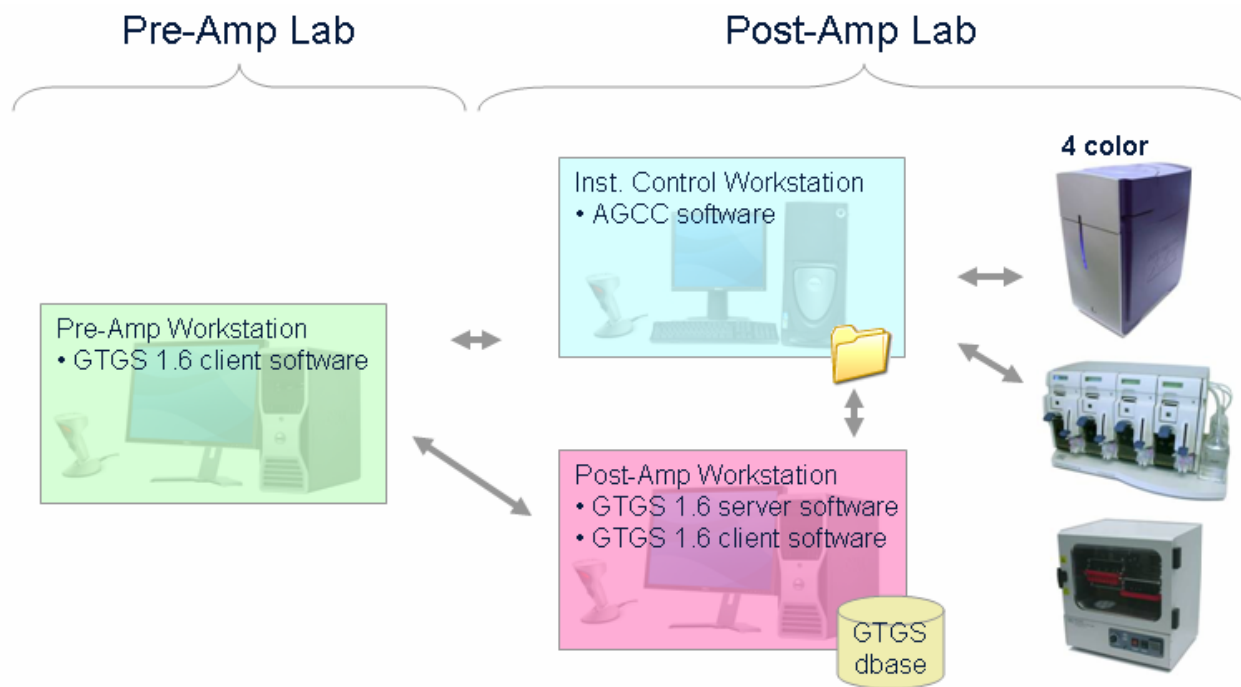 Pre-Amp Lab
Post-Amp Lab
4 color
Inst. Control Workstation
• AGCC software
Pre-Amp Workstation
• GTGS 1.6 client software
Post-Amp Workstation
• GTGS 1.6 server software
• GTGS 1.6 client software
GTGS
dbase